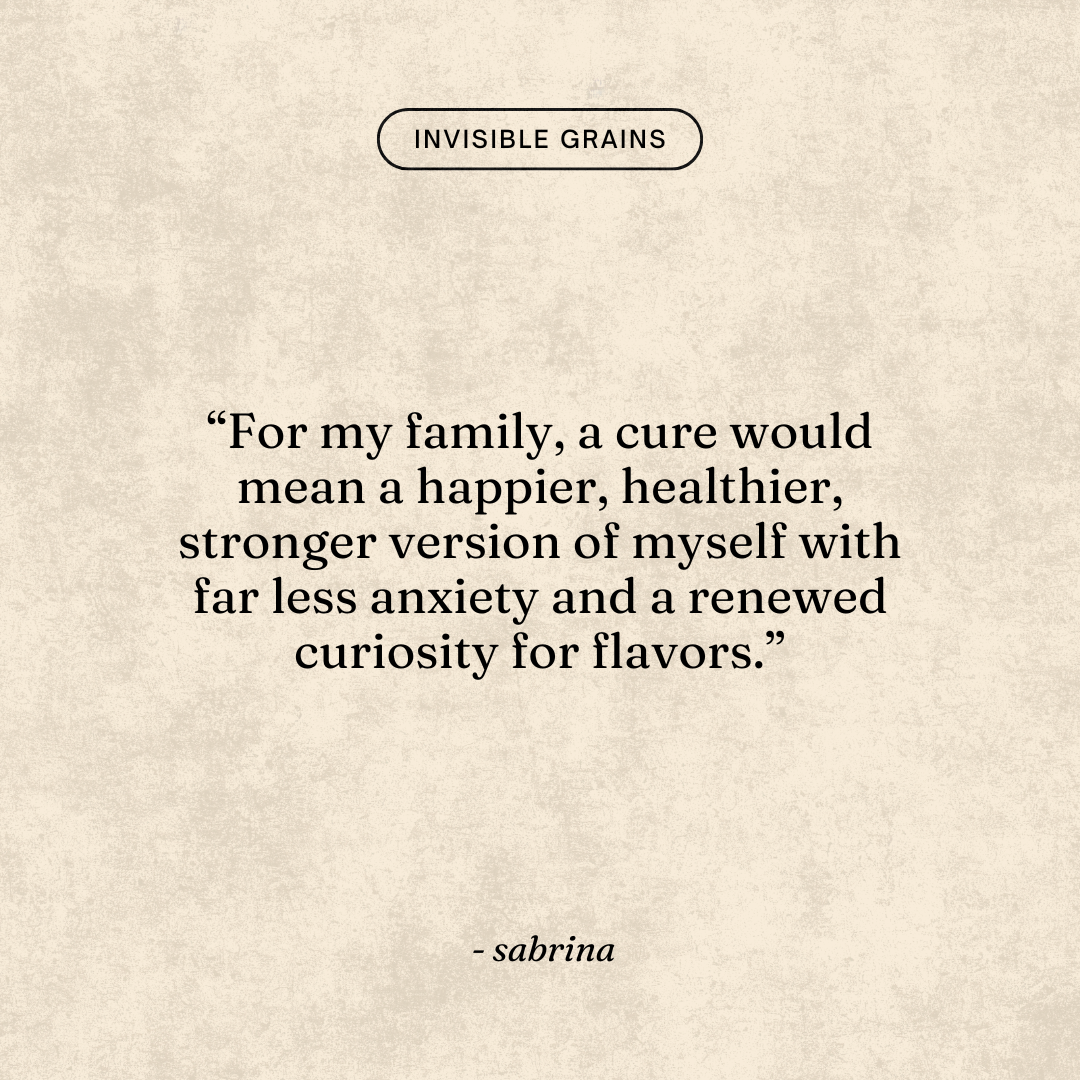 INVISIBLE GRAINS
“For my family, a cure would
mean a happier, healthier,
stronger version of myself with
far less anxiety and a renewed
curiosity for flavors.”
- sabrina